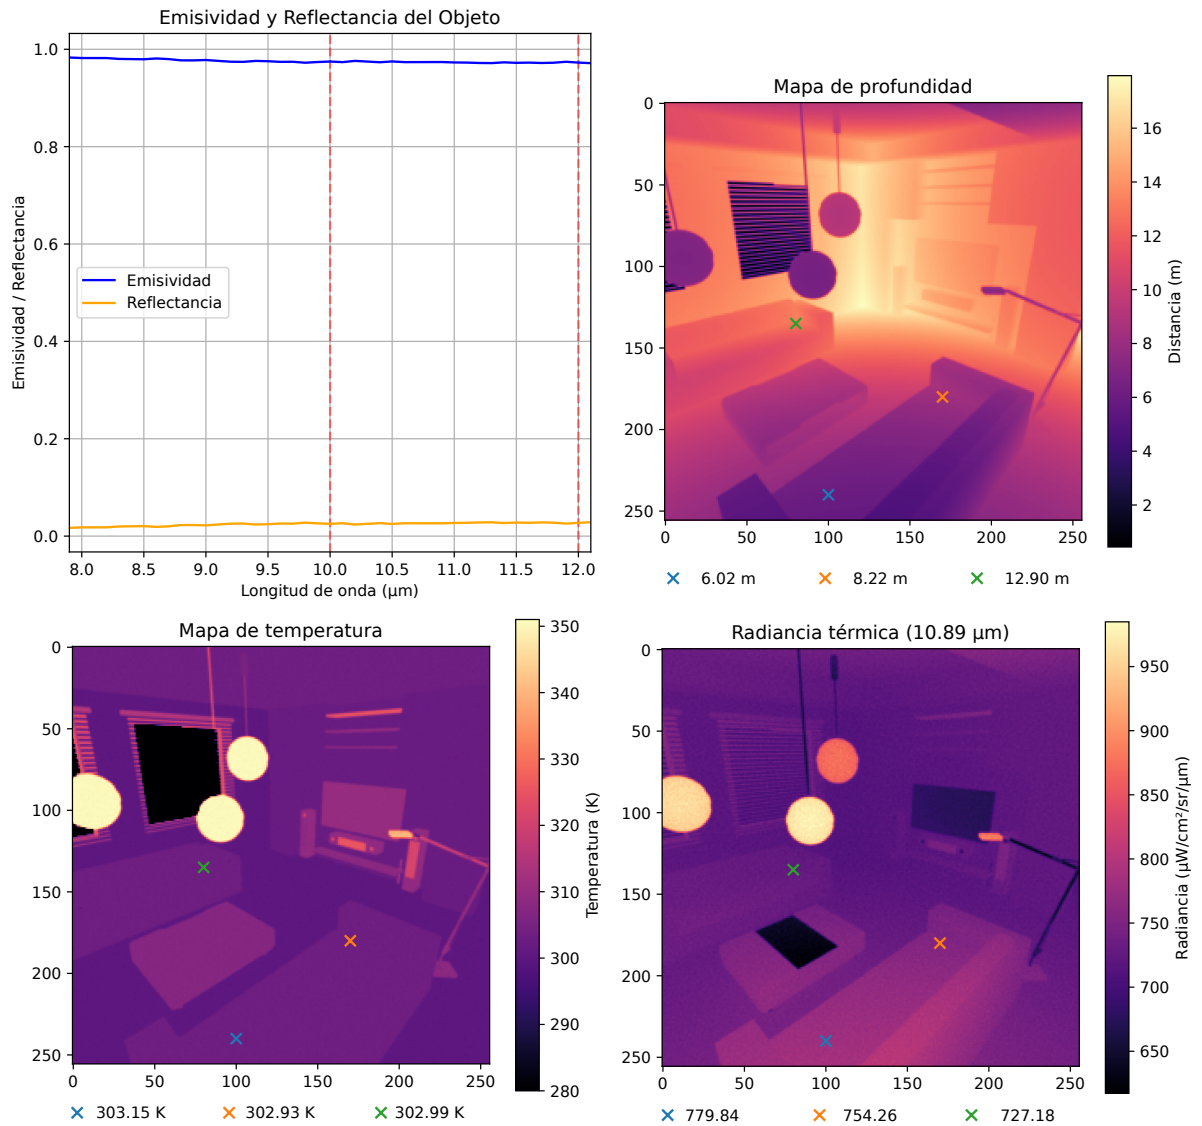 Emisividad y Reflectancia del Objeto
Emisividad / Reflectancia
1.0
0.8
0.6
0.4
0.2
0.0
Emisividad
Reflectancia
8.0 8.5 9.0 9.5 10.0 10.5 11.0 11.5 12.0
Longitud de onda (µm)
Mapa de profundidad
0
50
100
150
200
250
0 50 100 150 200 250
16
14
12
10
8
6
4
2
Distancia (m)
6.02 m 8.22 m 12.90 m
Mapa de temperatura
0
50
100
150
200
250
0 50 100 150 200 250
350
340
330
320
310
300
290
280
Temperatura (K)
303.15 K 302.93 K 302.99 K
Radiancia térmica (10.89 µm)
0
50
100
150
200
250
0 50 100 150 200 250
950
900
850
800
750
700
650
Radiancia (µW/cm²/sr/µm)
779.84 754.26 727.18